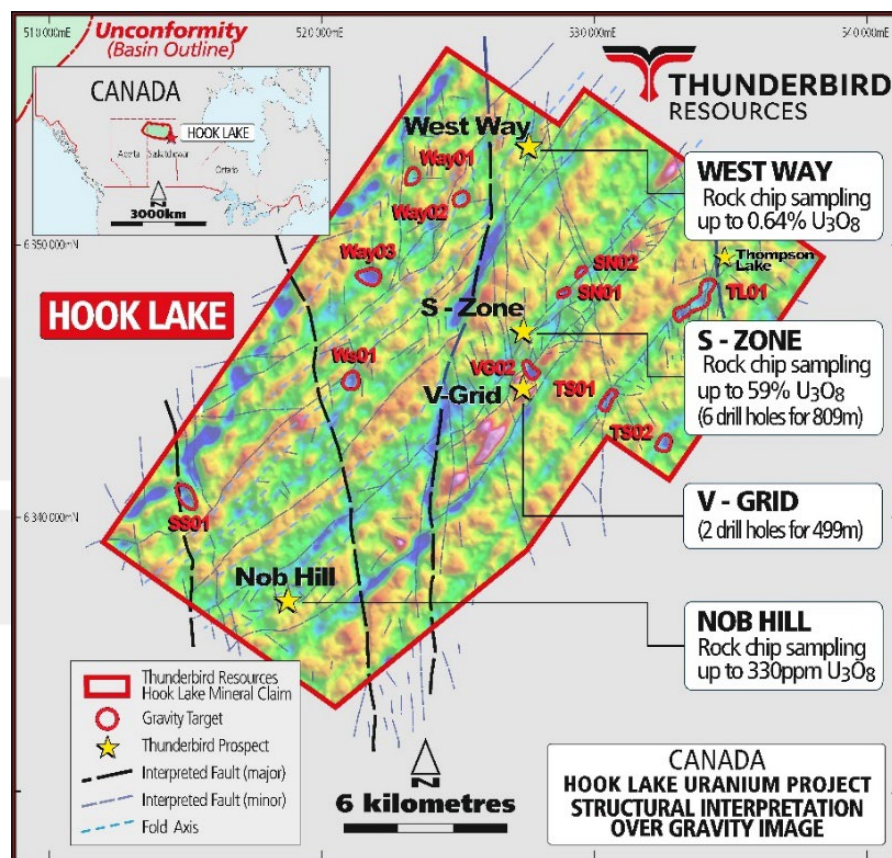 510 000mE
520 000mE
530 000mE
540 000mE
Unconformity
(Basin Outline)
CANADA
HOOK LAKE
Saskatchewan
Ontario
N
3000km
THUNDERBIRD
RESOURCES
West Way
Way01
Way02
Way03
6 350 000mN
HOOK LAKE
SN02
SN01
Thompson
Lake
TL01
S - Zone
Ws01
VG02
V-Grid
TS01
TS02
SS01
6 340 000mN
Nob Hill
WEST WAY
Rock chip sampling
up to 0.64% U₃O₈
S - ZONE
Rock chip sampling
up to 59% U₃O₈
(6 drill holes for 809m)
V - GRID
(2 drill holes for 499m)
NOB HILL
Rock chip sampling
up to 330ppm U₃O₈
Thunderbird Resources
Hook Lake Mineral Claim
Gravity Target
Thunderbird Prospect
Interpreted Fault (major)
Interpreted Fault (minor)
Fold Axis
N
6 kilometres
CANADA
HOOK LAKE URANIUM PROJECT
STRUCTURAL INTERPRETATION
OVER GRAVITY IMAGE